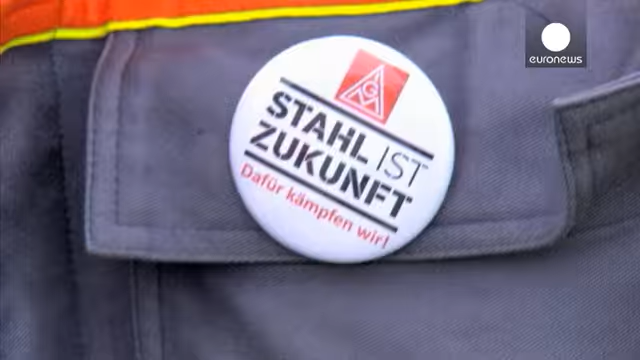 euronews
IGM
STAHL IST
ZUKUNFT
Dafür kämpfen wir!